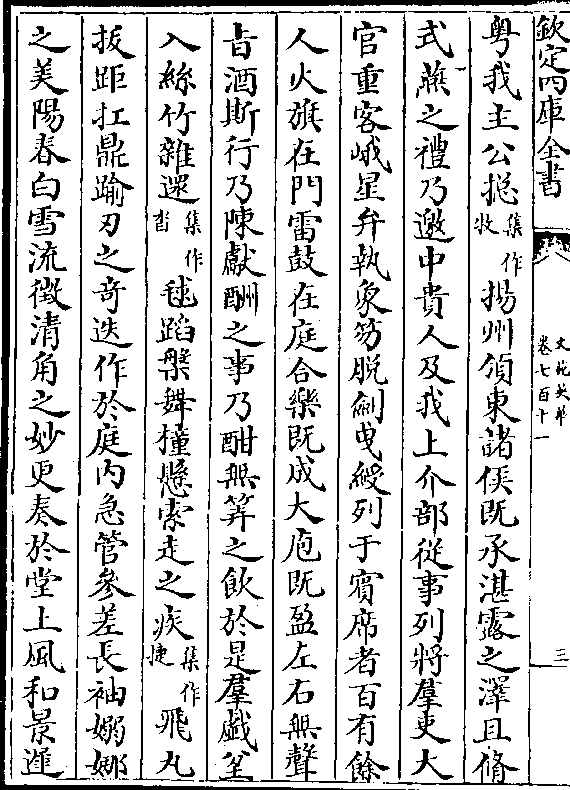 欽定四庫全書
文苑英華
卷七百十一
三
粤我主公揔集作牧揚州領東諸侯既承湛露之澤且脩
式燕之禮乃邀中貴人及我上介部從事列將羣吏大
官重客峨星弁執象笏脫劍曵綬列于賓席者百有餘
人火旗在門雷鼓在庭合樂既成大庖既盈左右無聲
旨酒斯行乃陳獻酬之事乃酣無筭之飲於是羣戲坌
入絲竹雜遝集作沓毬蹈槃舞橦懸索走之疾集作捷飛丸
拔距扛鼎踰刃之奇迭作於庭内急管參差長袖嫋娜
之美陽春白雪流徵清角之妙更奏於堂上風和景遲